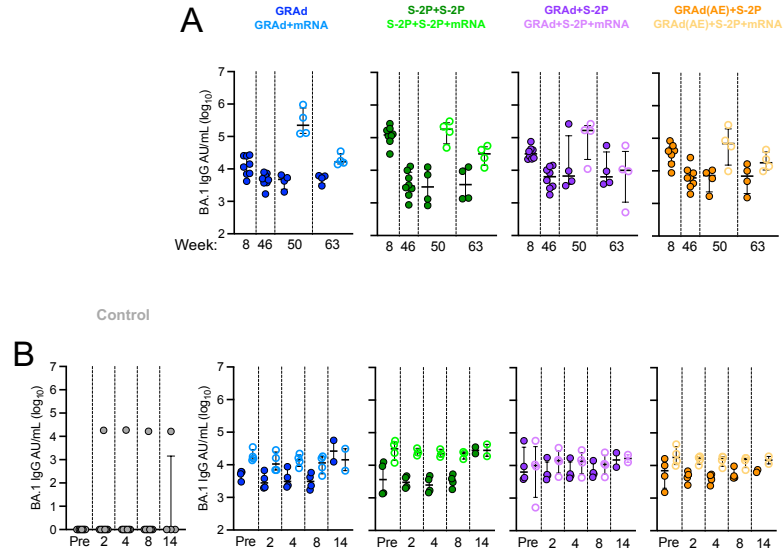 A
GRAd
GRAd+mRNA
S-2P+S-2P
S-2P+S-2P+mRNA
GRAd+S-2P
GRAd+S-2P+mRNA
GRAd(AE)+S-2P
GRAd(AE)+S-2P+mRNA
BA.1 IgG AU/mL (log10)
7
6
5
4
3
2
Week: 8 46 50 63
8 46 50 63
8 46 50 63
8 46 50 63
Control
B
BA.1 IgG AU/mL (log10)
7
6
5
4
3
2
1
0
Pre 2 4 8 14
BA.1 IgG AU/mL (log10)
7
6
5
4
3
2
Pre 2 4 8 14
Pre 2 4 8 14
Pre 2 4 8 14
Pre 2 4 8 14